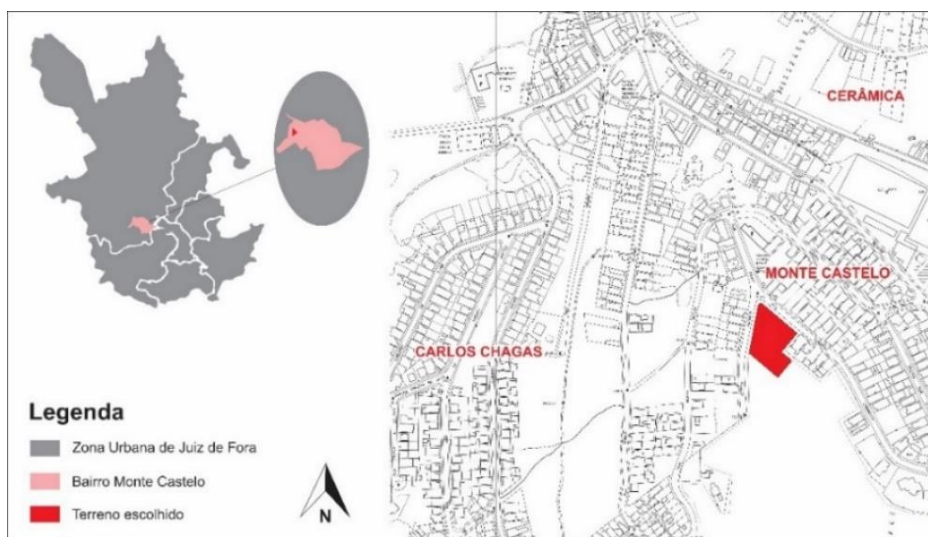 CERÂMICA
MONTE CASTELO
CARLOS CHAGAS
Legenda
Zona Urbana de Juiz de Fora
Bairro Monte Castelo
Terreno escolhido
N